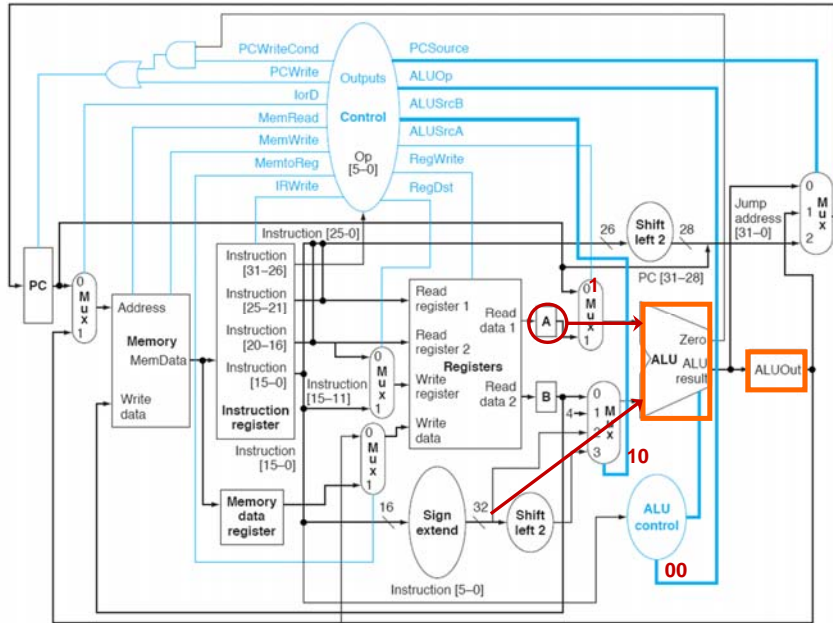 PCWriteCond
PCWrite
IorD
MemRead
MemWrite
MemtoReg
IRWrite
Outputs
Control
Op
[5–0]
PCSource
ALUOp
ALUSrcB
ALUSrcA
RegWrite
RegDst
Instruction [25-0]
26
Shift
left 2
28
Jump
address
[31–0]
0
1
2
M
u
x
PC [31–28]
PC
0
M
u
x
1
Address
Memory
MemData
Write
data
Instruction
[31–26]
Instruction
[25–21]
Instruction
[20–16]
Instruction
[15–0]
Instruction
register
Instruction
[15–0]
Instruction
[15–11]
Memory
data
register
0
M
u
x
1
0
M
u
x
1
Read
register 1
Read
register 2
Write
register
Write
data
Registers
Read
data 1
Read
data 2
A
B
0
M
u
x
1
1
4
0
1
2
3
M
u
x
10
Zero
ALU
ALU
result
ALUOut
16
Sign
extend
32
Shift
left 2
ALU
control
00
Instruction [5–0]